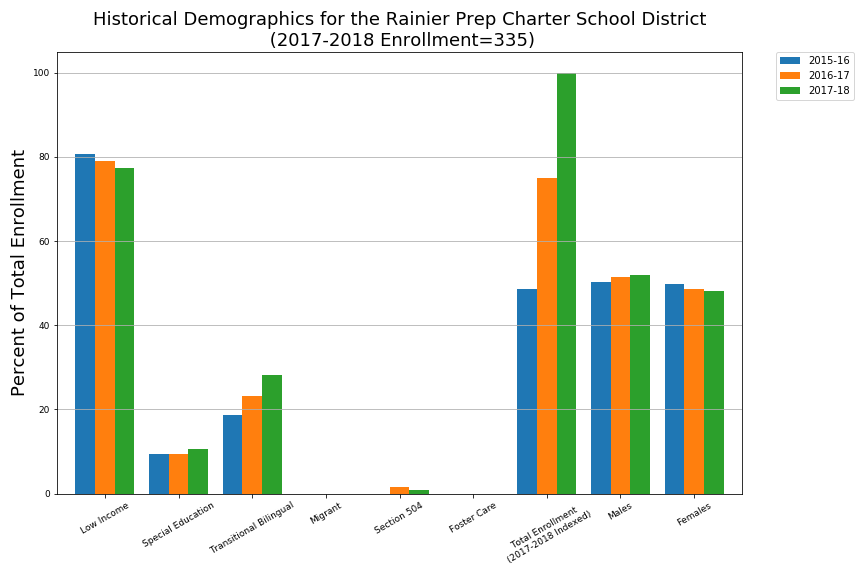 Historical Demographics for the Rainier Prep Charter School District
(2017-2018 Enrollment=335)
2015-16
2016-17
2017-18
Percent of Total Enrollment
100
80
60
40
20
0
Low Income
Special Education
Transitional Bilingual
Migrant
Section 504
Foster Care
Total Enrollment
(2017-2018 Indexed)
Males
Females